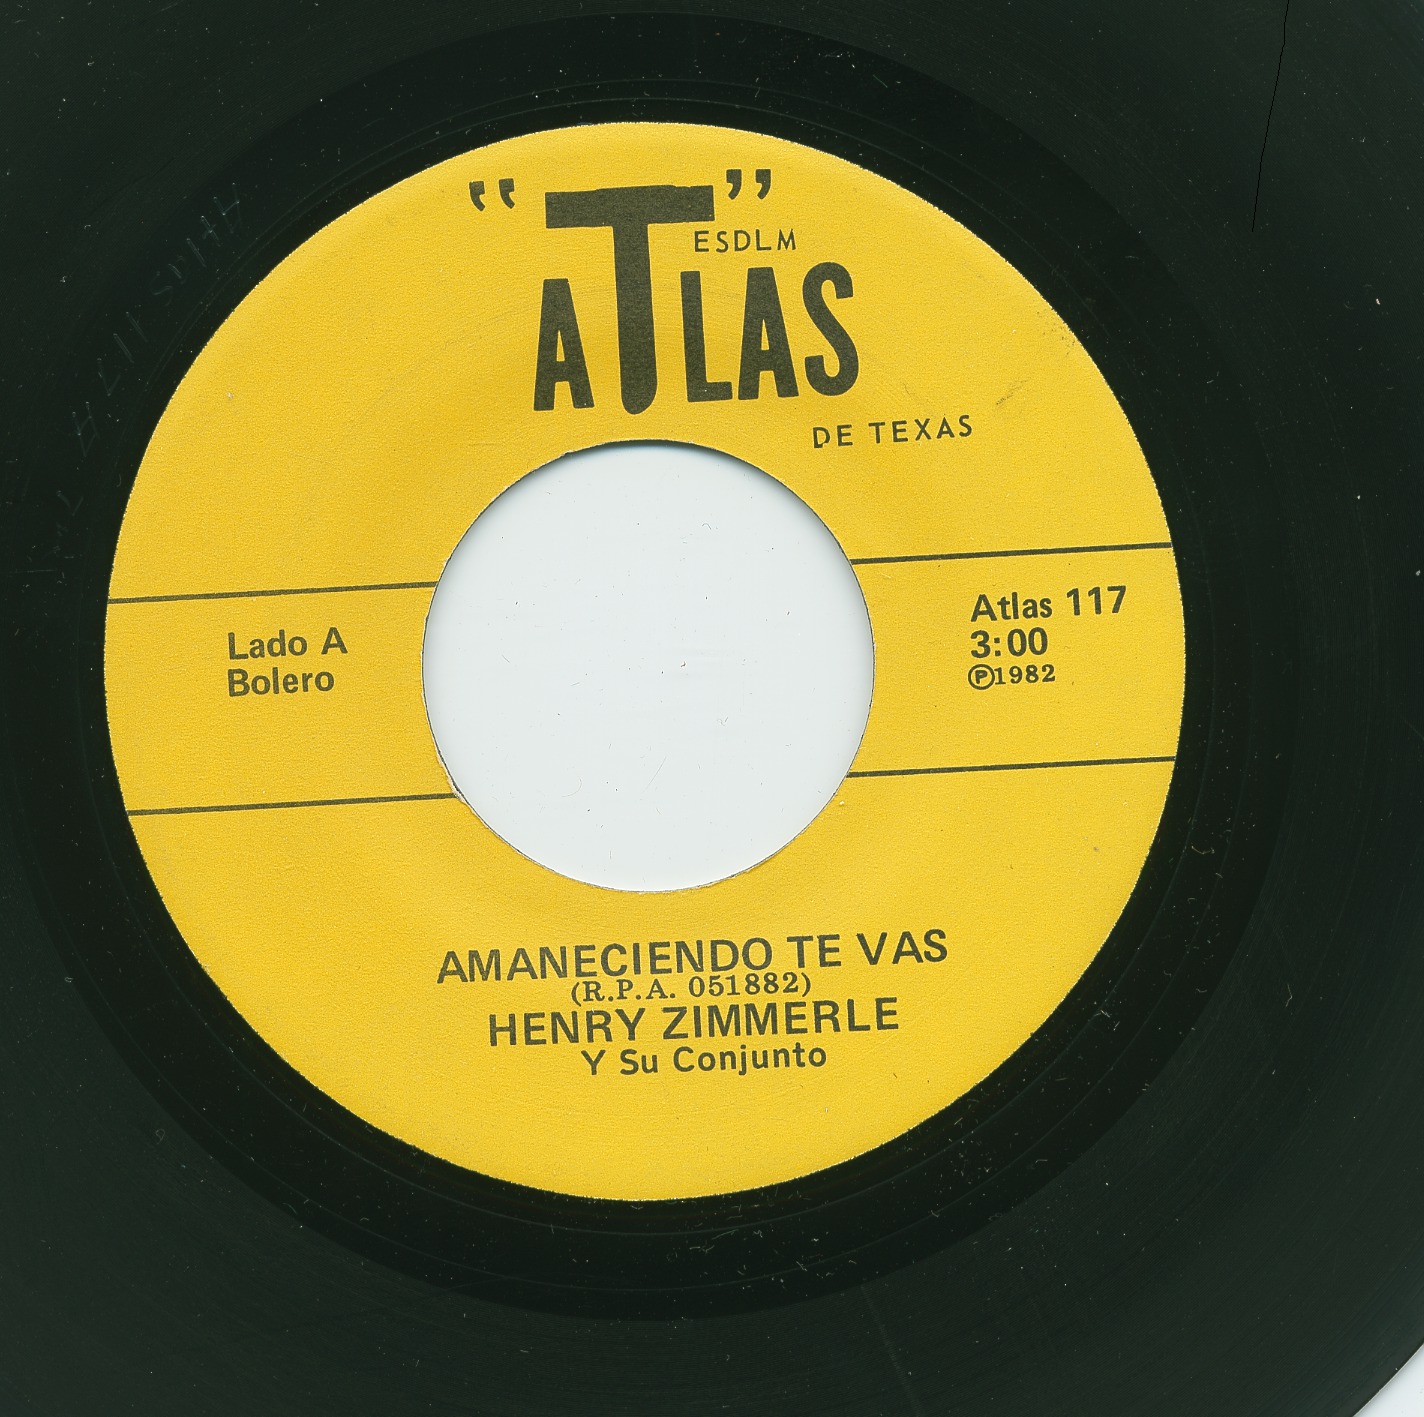 "ATLAS"
ESDLM
DE TEXAS
Lado A
Bolero
Atlas 117
3:00
℗1982
AMANECIENDO TE VAS
(R.P.A. 051882)
HENRY ZIMMERLE
Y Su Conjunto